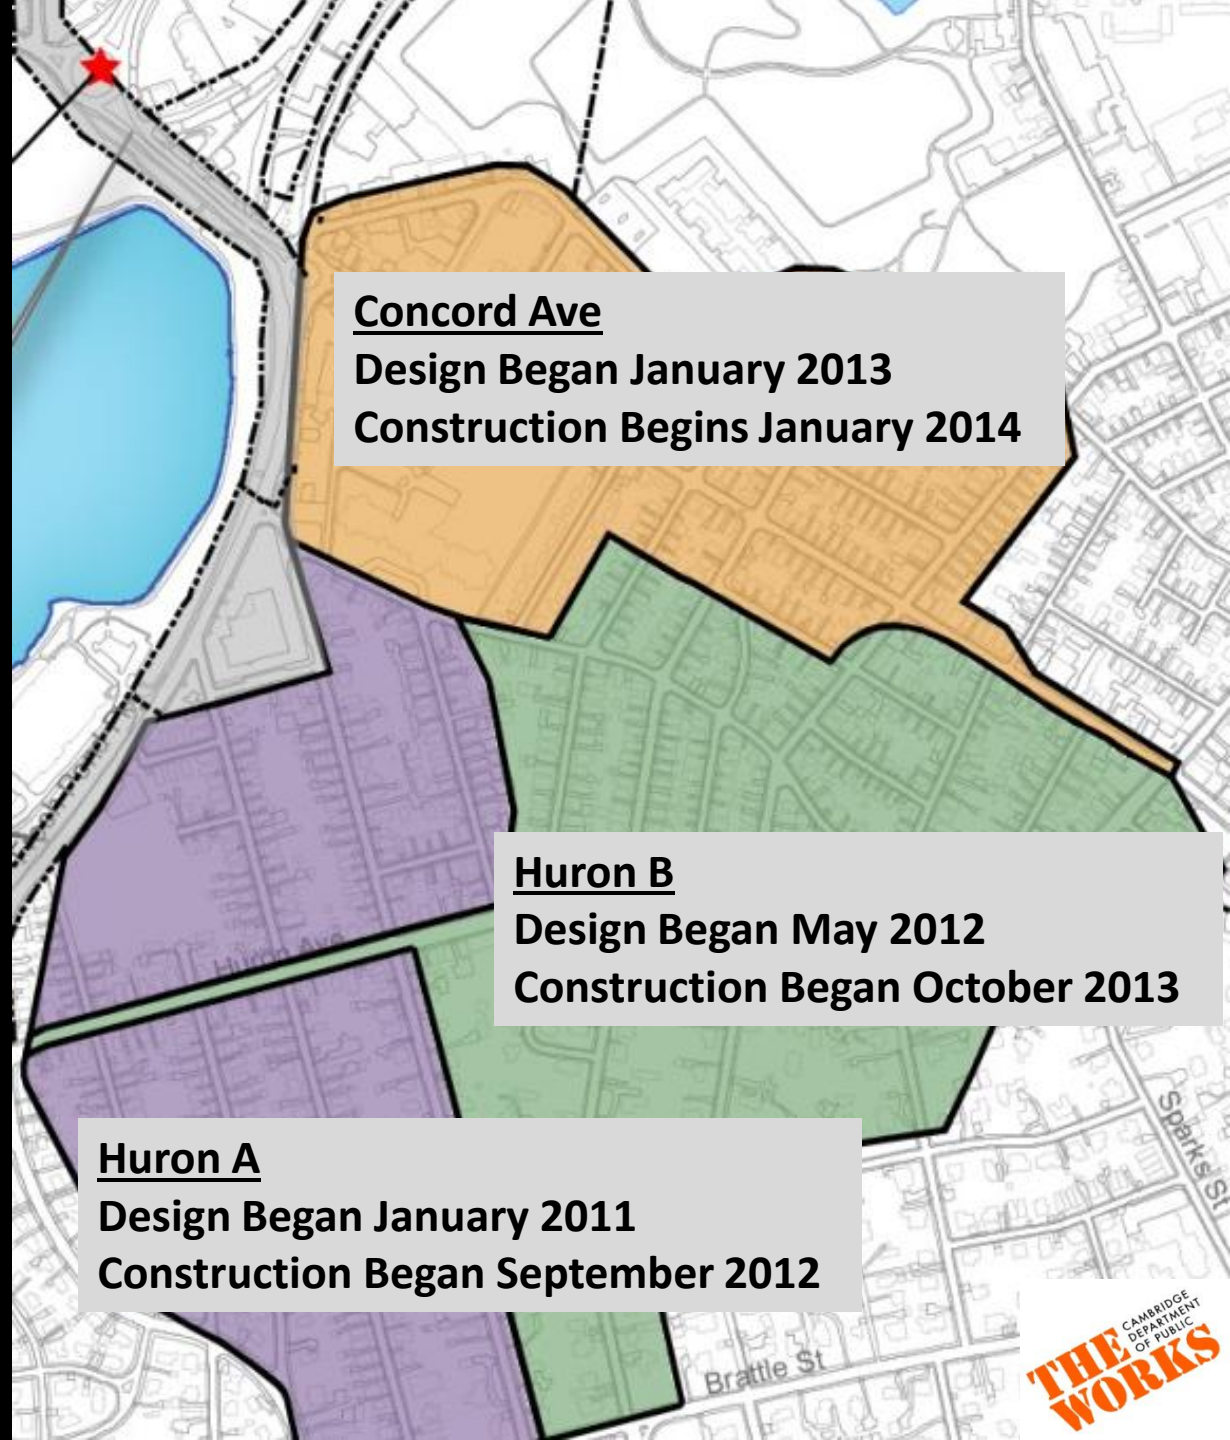 Concord Ave
Design Began January 2013
Construction Begins January 2014
Huron B
Design Began May 2012
Construction Began October 2013
Huron Ave
Huron A
Design Began January 2011
Construction Began September 2012
Sparks St
Brattle St
THE
WORKS
CAMBRIDGE
DEPARTMENT
OF PUBLIC